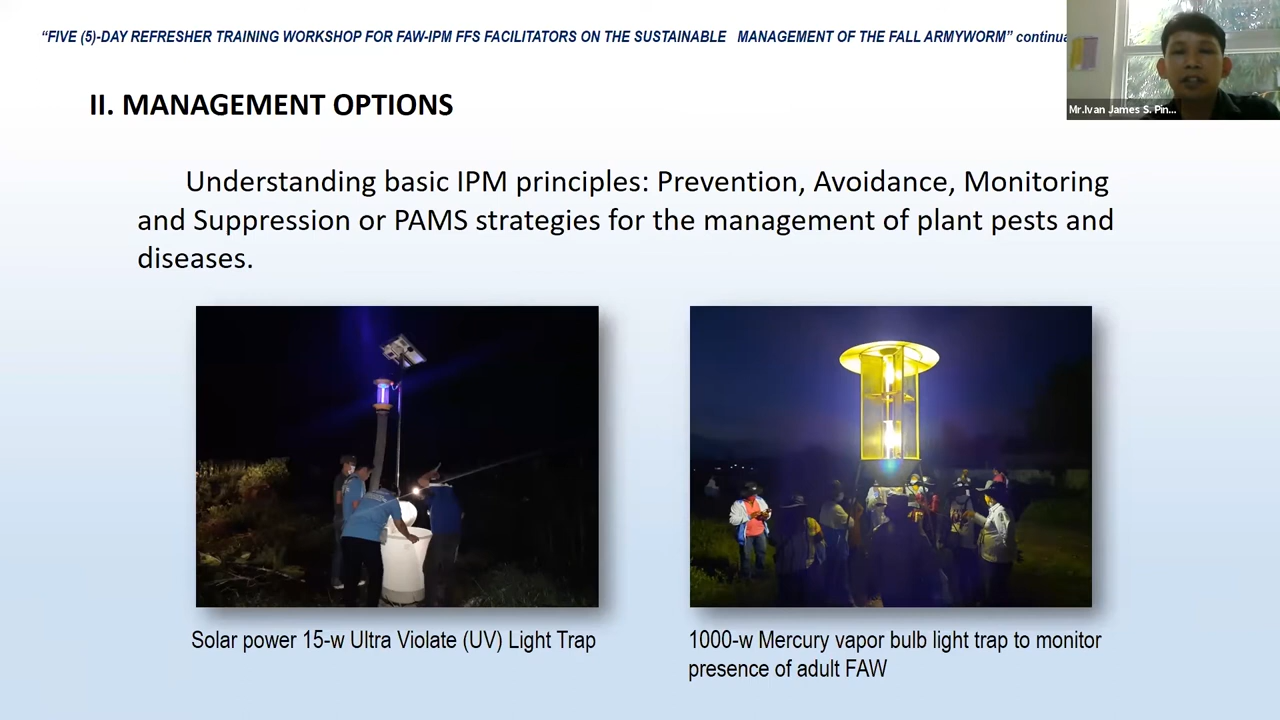 “FIVE (5)-DAY REFRESHER TRAINING WORKSHOP FOR FAW-IPM FFS FACILITATORS ON THE SUSTAINABLE MANAGEMENT OF THE FALL ARMYWORM” continua
Mr.Ivan James S. Pin...
II. MANAGEMENT OPTIONS
Understanding basic IPM principles: Prevention, Avoidance, Monitoring
and Suppression or PAMS strategies for the management of plant pests and
diseases.
Solar power 15-w Ultra Violate (UV) Light Trap
1000-w Mercury vapor bulb light trap to monitor
presence of adult FAW